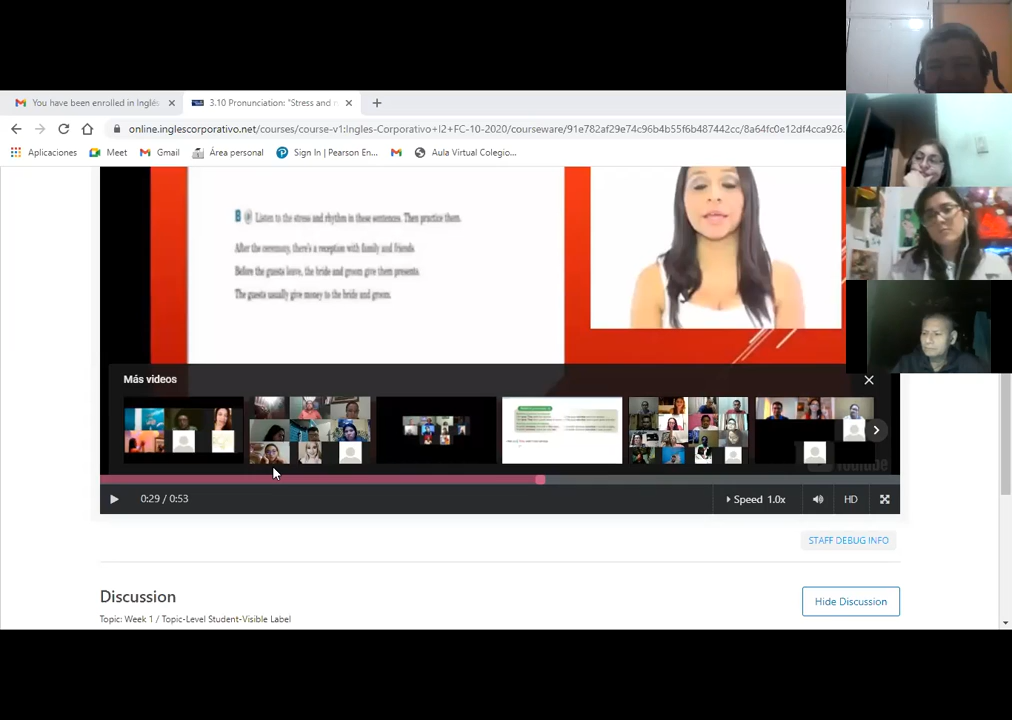 You have been enrolled in Inglés
3.10 Pronunciation: "Stress and r
online.inglescorporativo.net/courses/course-v1:Ingles-Corporativo+I2+FC-10-2020/courseware/91e782af29e74c96b4b55f6b487442cc/8a64fc0e12df4cca926.
Aplicaciones
Meet
Gmail
Área personal
Sign In | Pearson En...
Aula Virtual Colegio...
B Listen to the stress and rhythm in these sentences. Then practice them.
After the ceremony, there's a reception with family and friends
Before the guests leave, the bride and groom give them presents.
The guests usually give money to the bride and groom.
Más videos
YouTube
0:29 / 0:53
Speed 1.0x
HD
STAFF DEBUG INFO
Discussion
Hide Discussion
Topic: Week 1 / Topic-Level Student-Visible Label